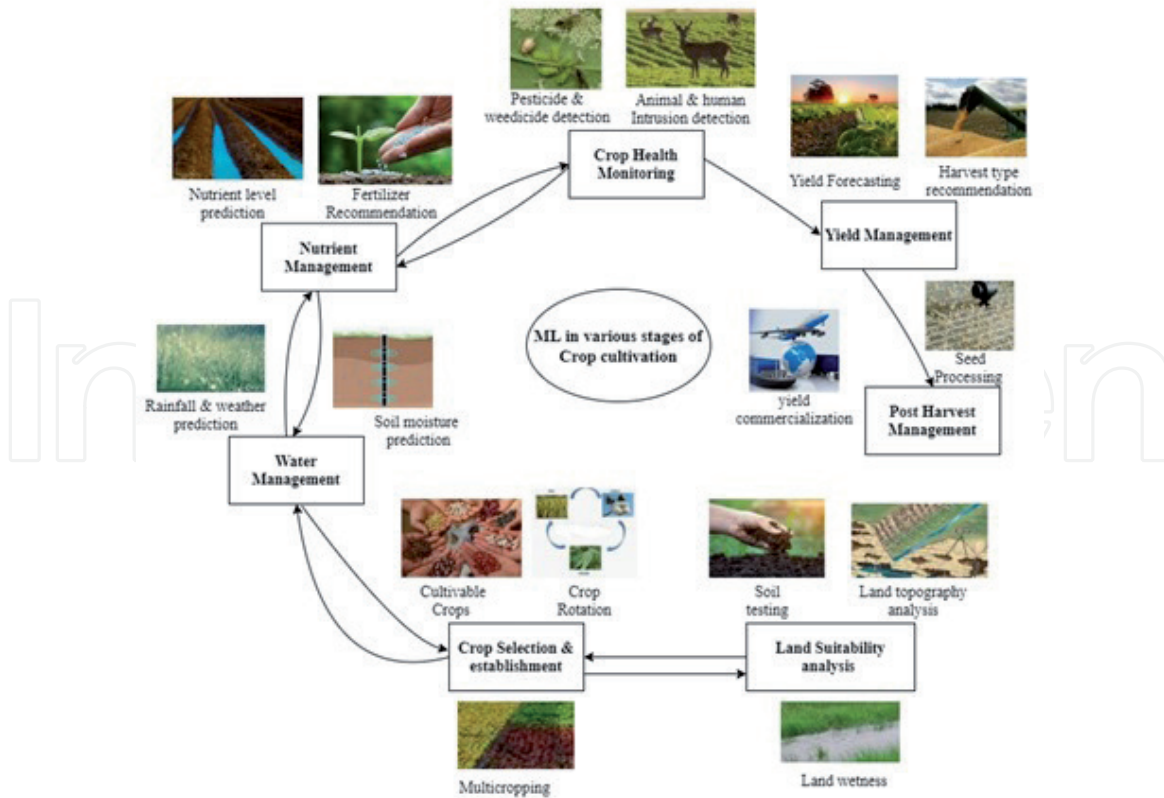 Pesticide &
weedicide detection
Animal & human
Intrusion detection
Crop Health
Monitoring
Nutrient level
prediction
Fertilizer
Recommendation
Yield Forecasting
Harvest type
recommendation
Nutrient
Management
Yield Management
Rainfall & weather
prediction
Soil moisture
prediction
ML in various stages of
Crop cultivation
yield
commercialization
Seed
Processing
Post Harvest
Management
Water
Management
Cultivable
Crops
Crop
Rotation
Soil
testing
Land topography
analysis
Crop Selection &
establishment
Land Suitability
analysis
Multicropping
Land wetness